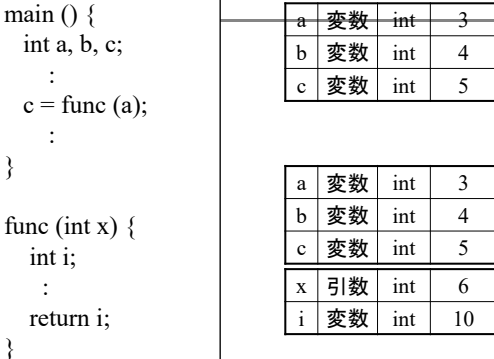 main () {
int a, b, c;
:
c = func (a);
:
}
func (int x) {
int i;
:
return i;
}
a 変数 int 3
b 変数 int 4
c 変数 int 5
a 変数 int 3
b 変数 int 4
c 変数 int 5
x 引数 int 6
i 変数 int 10